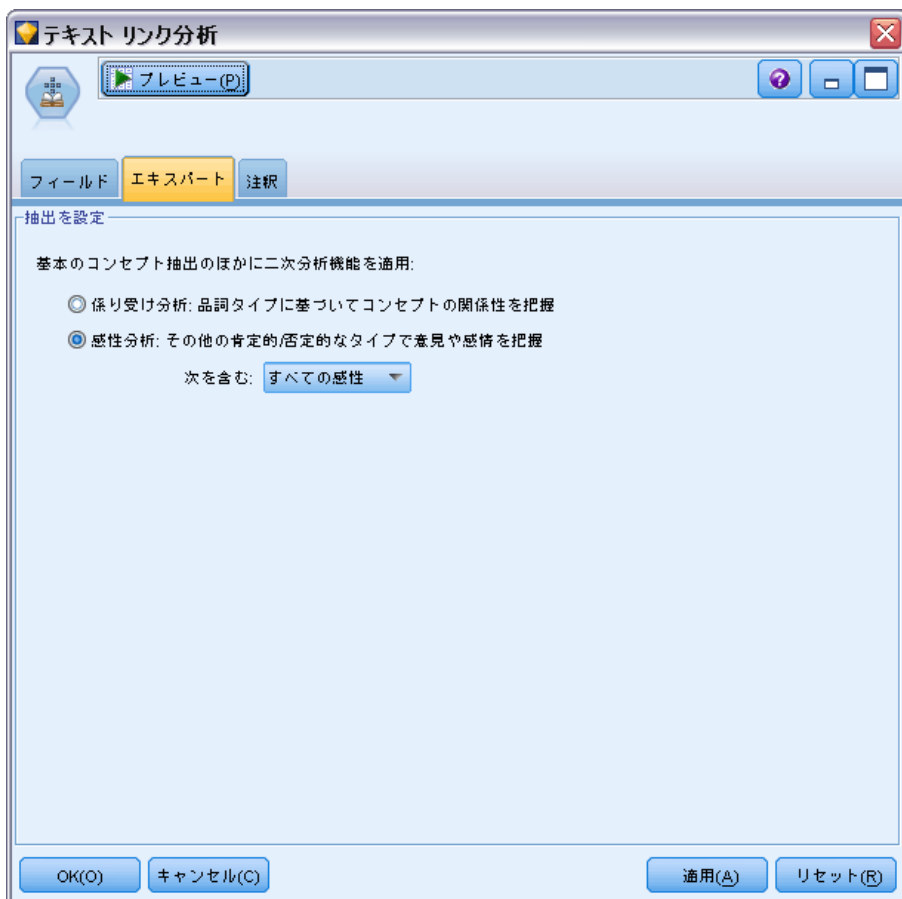 テキスト リンク分析
プレビュー(P)
フィールド エキスパート 注釈
抽出を設定
基本のコンセプト抽出のほかに二次分析機能を適用:
係り受け分析: 品詞タイプに基づいてコンセプトの関係性を把握
感性分析: その他の肯定的/否定的なタイプで意見や感情を把握
次を含む: すべての感性
OK(O) キャンセル(C) 適用(A) リセット(R)